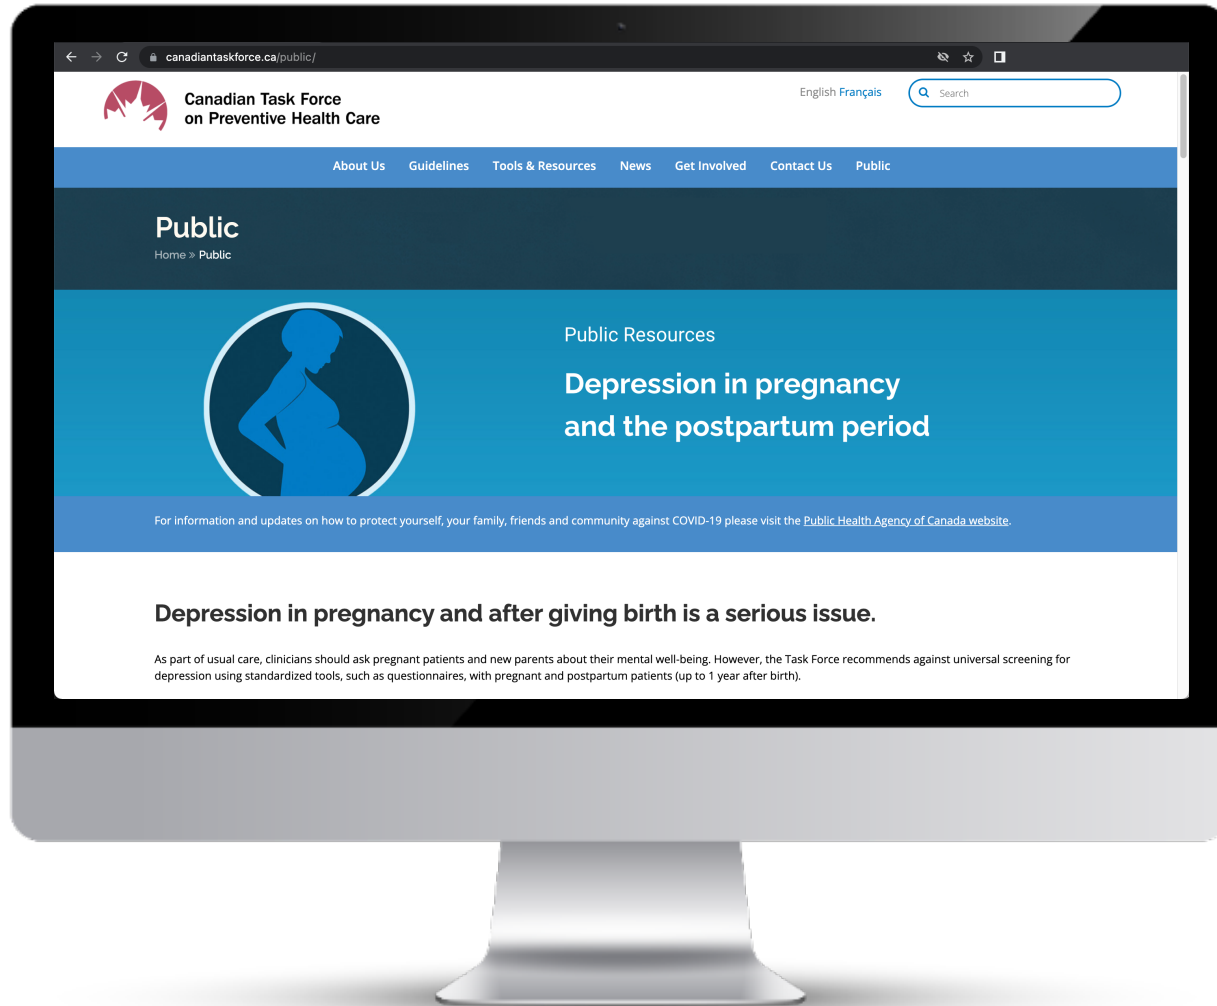 canadiantaskforce.ca/public/
Canadian Task Force
on Preventive Health Care
English Français
Search
About Us Guidelines Tools & Resources News Get Involved Contact Us Public
Public
Home » Public
Public Resources
Depression in pregnancy
and the postpartum period
For information and updates on how to protect yourself, your family, friends and community against COVID-19 please visit the Public Health Agency of Canada website.
Depression in pregnancy and after giving birth is a serious issue.
As part of usual care, clinicians should ask pregnant patients and new parents about their mental well-being. However, the Task Force recommends against universal screening for
depression using standardized tools, such as questionnaires, with pregnant and postpartum patients (up to 1 year after birth).